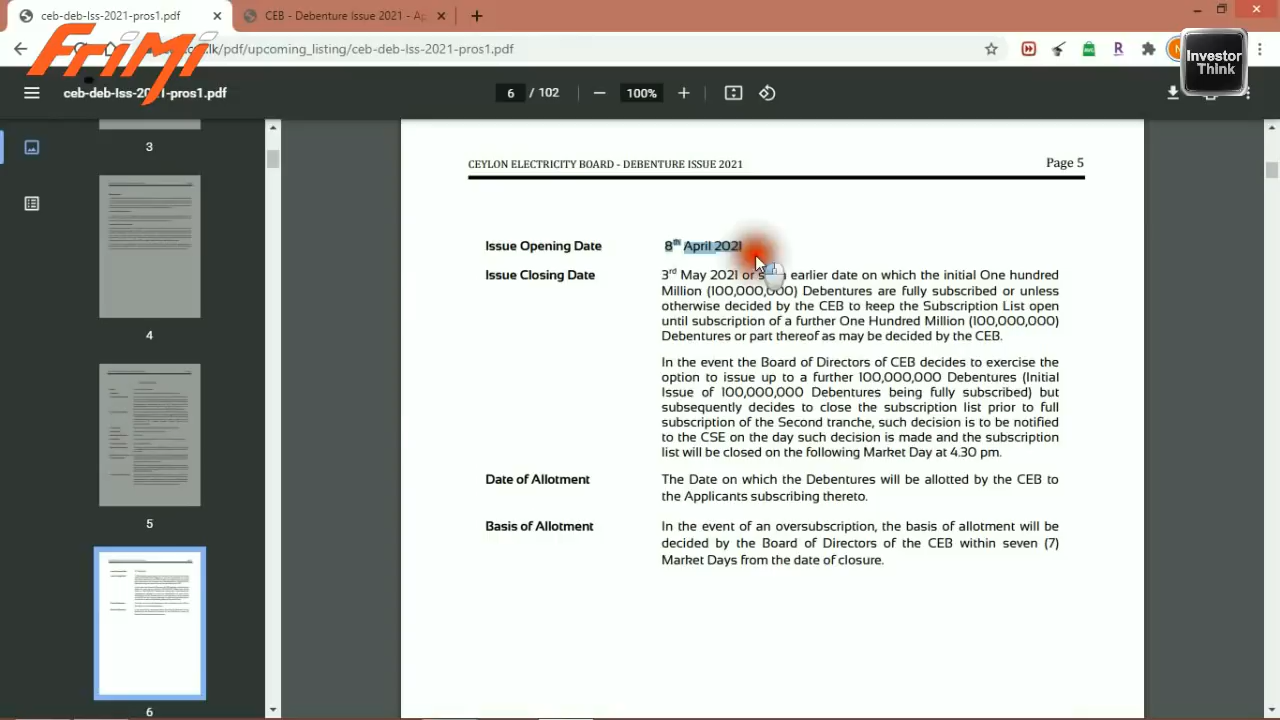 ceb-deb-lss-2021-pros1.pdf
CEB - Debenture Issue 2021 - Ap
.lk/pdf/upcoming_listing/ceb-deb-lss-2021-pros1.pdf
FriMi
Investor
Think
ceb-deb-lss-2021-pros1.pdf
6 / 102
100%
3
4
5
6
CEYLON ELECTRICITY BOARD - DEBENTURE ISSUE 2021
Page 5
Issue Opening Date 8th April 2021
Issue Closing Date 3rd May 2021 or such earlier date on which the initial One hundred
Million (100,000,000) Debentures are fully subscribed or unless
otherwise decided by the CEB to keep the Subscription List open
until subscription of a further One Hundred Million (100,000,000)
Debentures or part thereof as may be decided by the CEB.
In the event the Board of Directors of CEB decides to exercise the
option to issue up to a further 100,000,000 Debentures (Initial
Issue of 100,000,000 Debentures being fully subscribed) but
subsequently decides to close the subscription list prior to full
subscription of the Second tranche, such decision is to be notified
to the CSE on the day such decision is made and the subscription
list will be closed on the following Market Day at 4.30 pm.
Date of Allotment The Date on which the Debentures will be allotted by the CEB to
the Applicants subscribing thereto.
Basis of Allotment In the event of an oversubscription, the basis of allotment will be
decided by the Board of Directors of the CEB within seven (7)
Market Days from the date of closure.